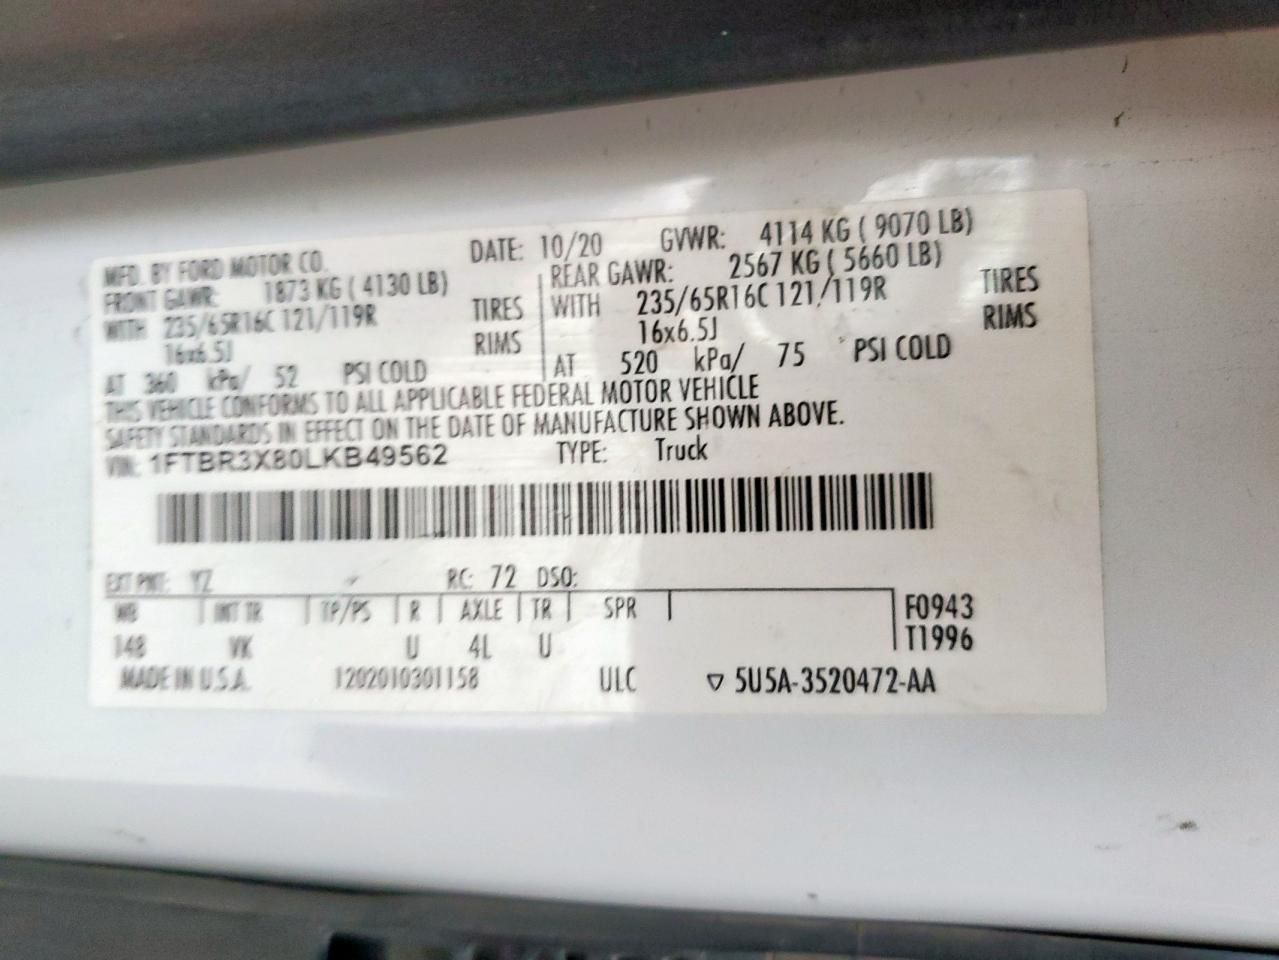 MFD. BY FORD MOTOR CO. DATE: 10/20 GVWR: 4114 KG ( 9070 LB)
FRONT GAWR: 1873 KG ( 4130 LB) REAR GAWR: 2567 KG ( 5660 LB)
WITH 235/65R16C 121/119R TIRES WITH 235/65R16C 121/119R TIRES
16x6.5J RIMS 16x6.5J RIMS
AT 360 kPa/ 52 PSI COLD AT 520 kPa/ 75 PSI COLD
THIS VEHICLE CONFORMS TO ALL APPLICABLE FEDERAL MOTOR VEHICLE
SAFETY STANDARDS IN EFFECT ON THE DATE OF MANUFACTURE SHOWN ABOVE.
VIN: 1FTBR3X80LKB49562 TYPE: Truck
EXT PNT: YZ RC: 72 DSO:
WB INT TR TP/PS R AXLE TR SPR F0943
148 VK U 4L U T1996
MADE IN U.S.A. 1202010301158 ULC ▽ 5U5A-3520472-AA